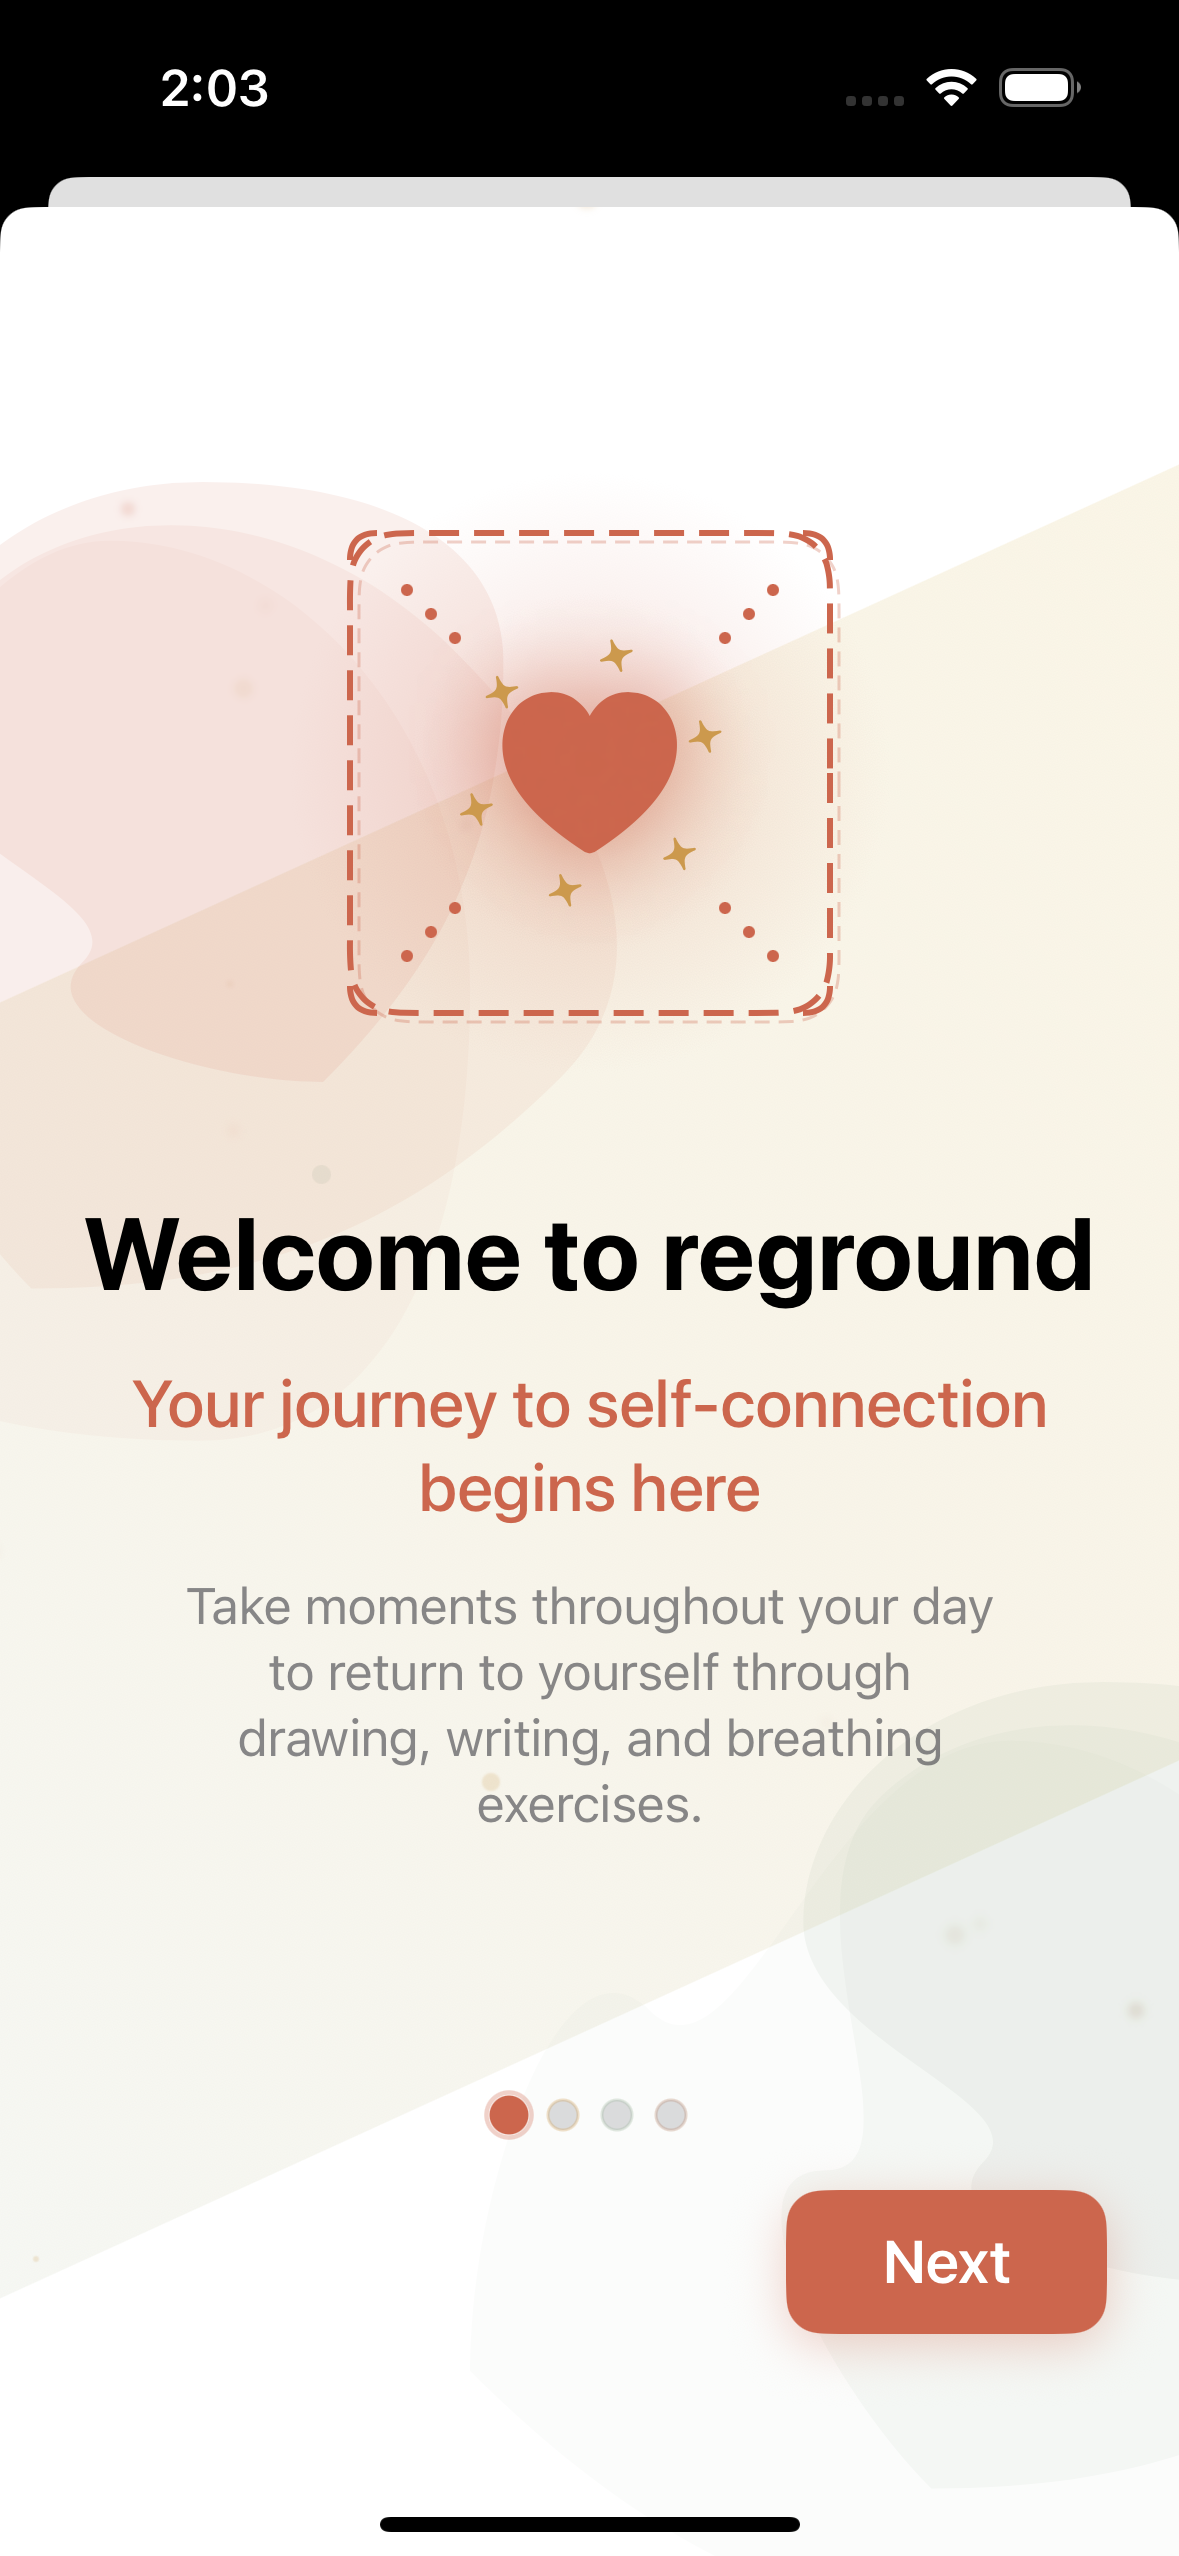 2:03
Welcome to reground
Your journey to self-connection
begins here
Take moments throughout your day
to return to yourself through
drawing, writing, and breathing
exercises.
Next